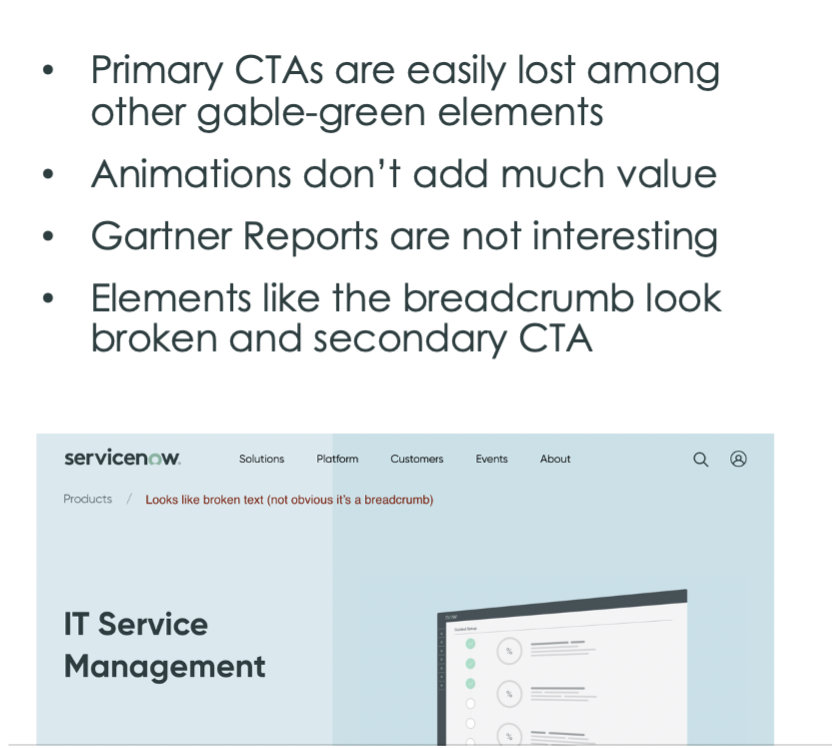 • Primary CTAs are easily lost among
other gable-green elements
• Animations don't add much value
• Gartner Reports are not interesting
• Elements like the breadcrumb look
broken and secondary CTA
servicenow.
Solutions Platform Customers Events About
Products / Looks like broken text (not obvious it's a breadcrumb)
IT Service
Management
%
%
%